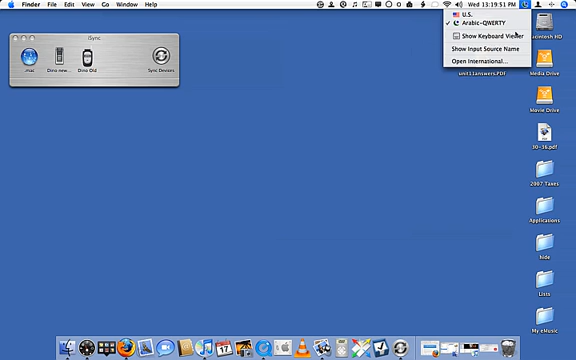 Finder File Edit View Go Window Help
Wed 13:19:51 PM
U.S.
✓ Arabic-QWERTY
Show Keyboard Viewer
Show Input Source Name
Open International...
iSync
.mac
Dino new...
Dino Old
Sync Devices
Macintosh HD
unit11answers.PDF
Media Drive
Movie Drive
30-36.pdf
2007 Taxes
Applications
hide
Lists
My eMusic
17